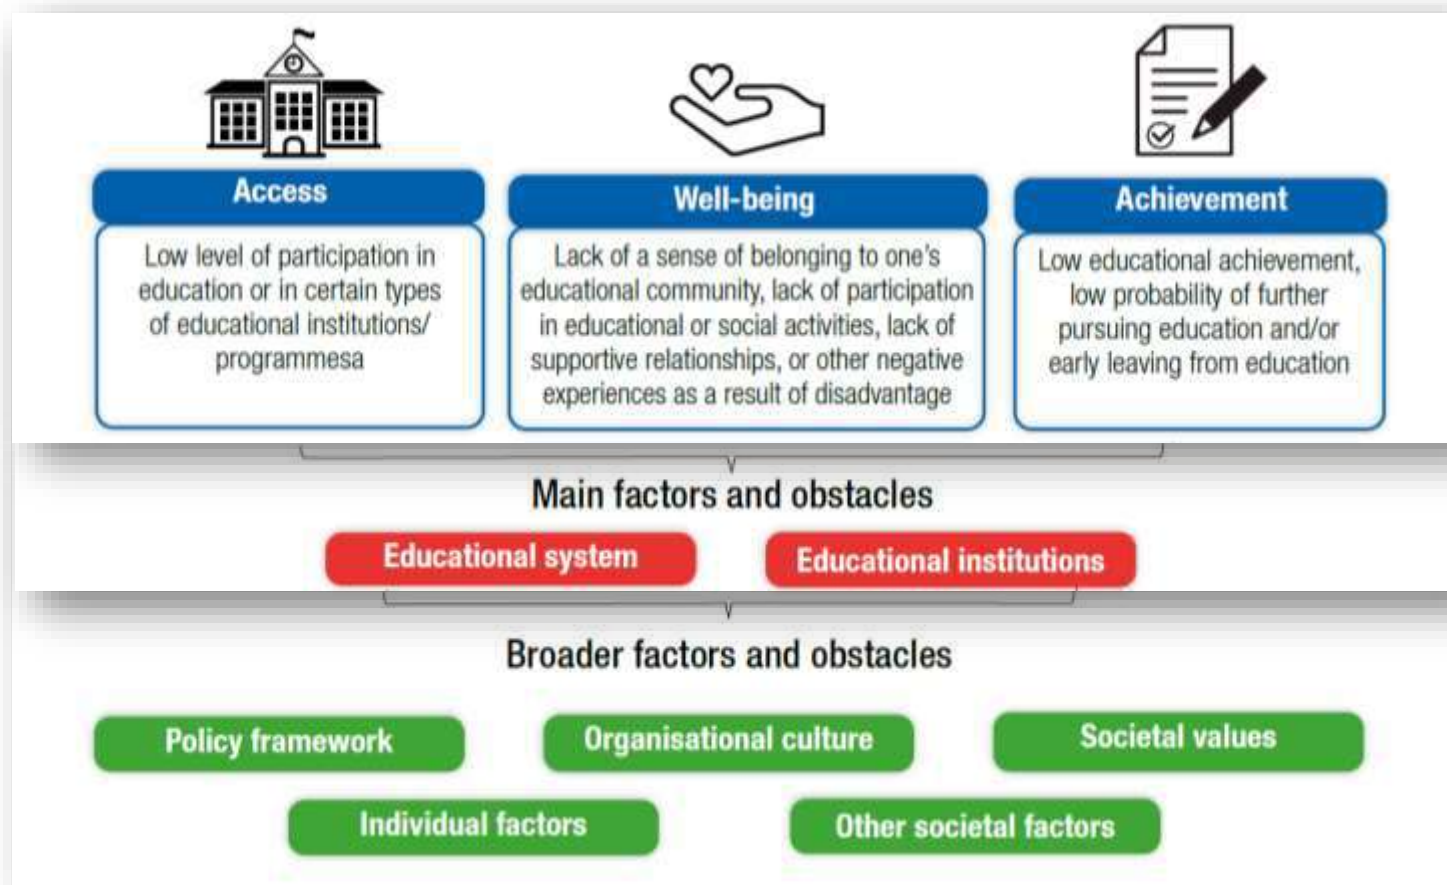 Access
Low level of participation in
education or in certain types
of educational institutions/
programmesa
Well-being
Lack of a sense of belonging to one's
educational community, lack of participation
in educational or social activities, lack of
supportive relationships, or other negative
experiences as a result of disadvantage
Achievement
Low educational achievement,
low probability of further
pursuing education and/or
early leaving from education
Main factors and obstacles
Educational system
Educational institutions
Broader factors and obstacles
Policy framework
Organisational culture
Societal values
Individual factors
Other societal factors